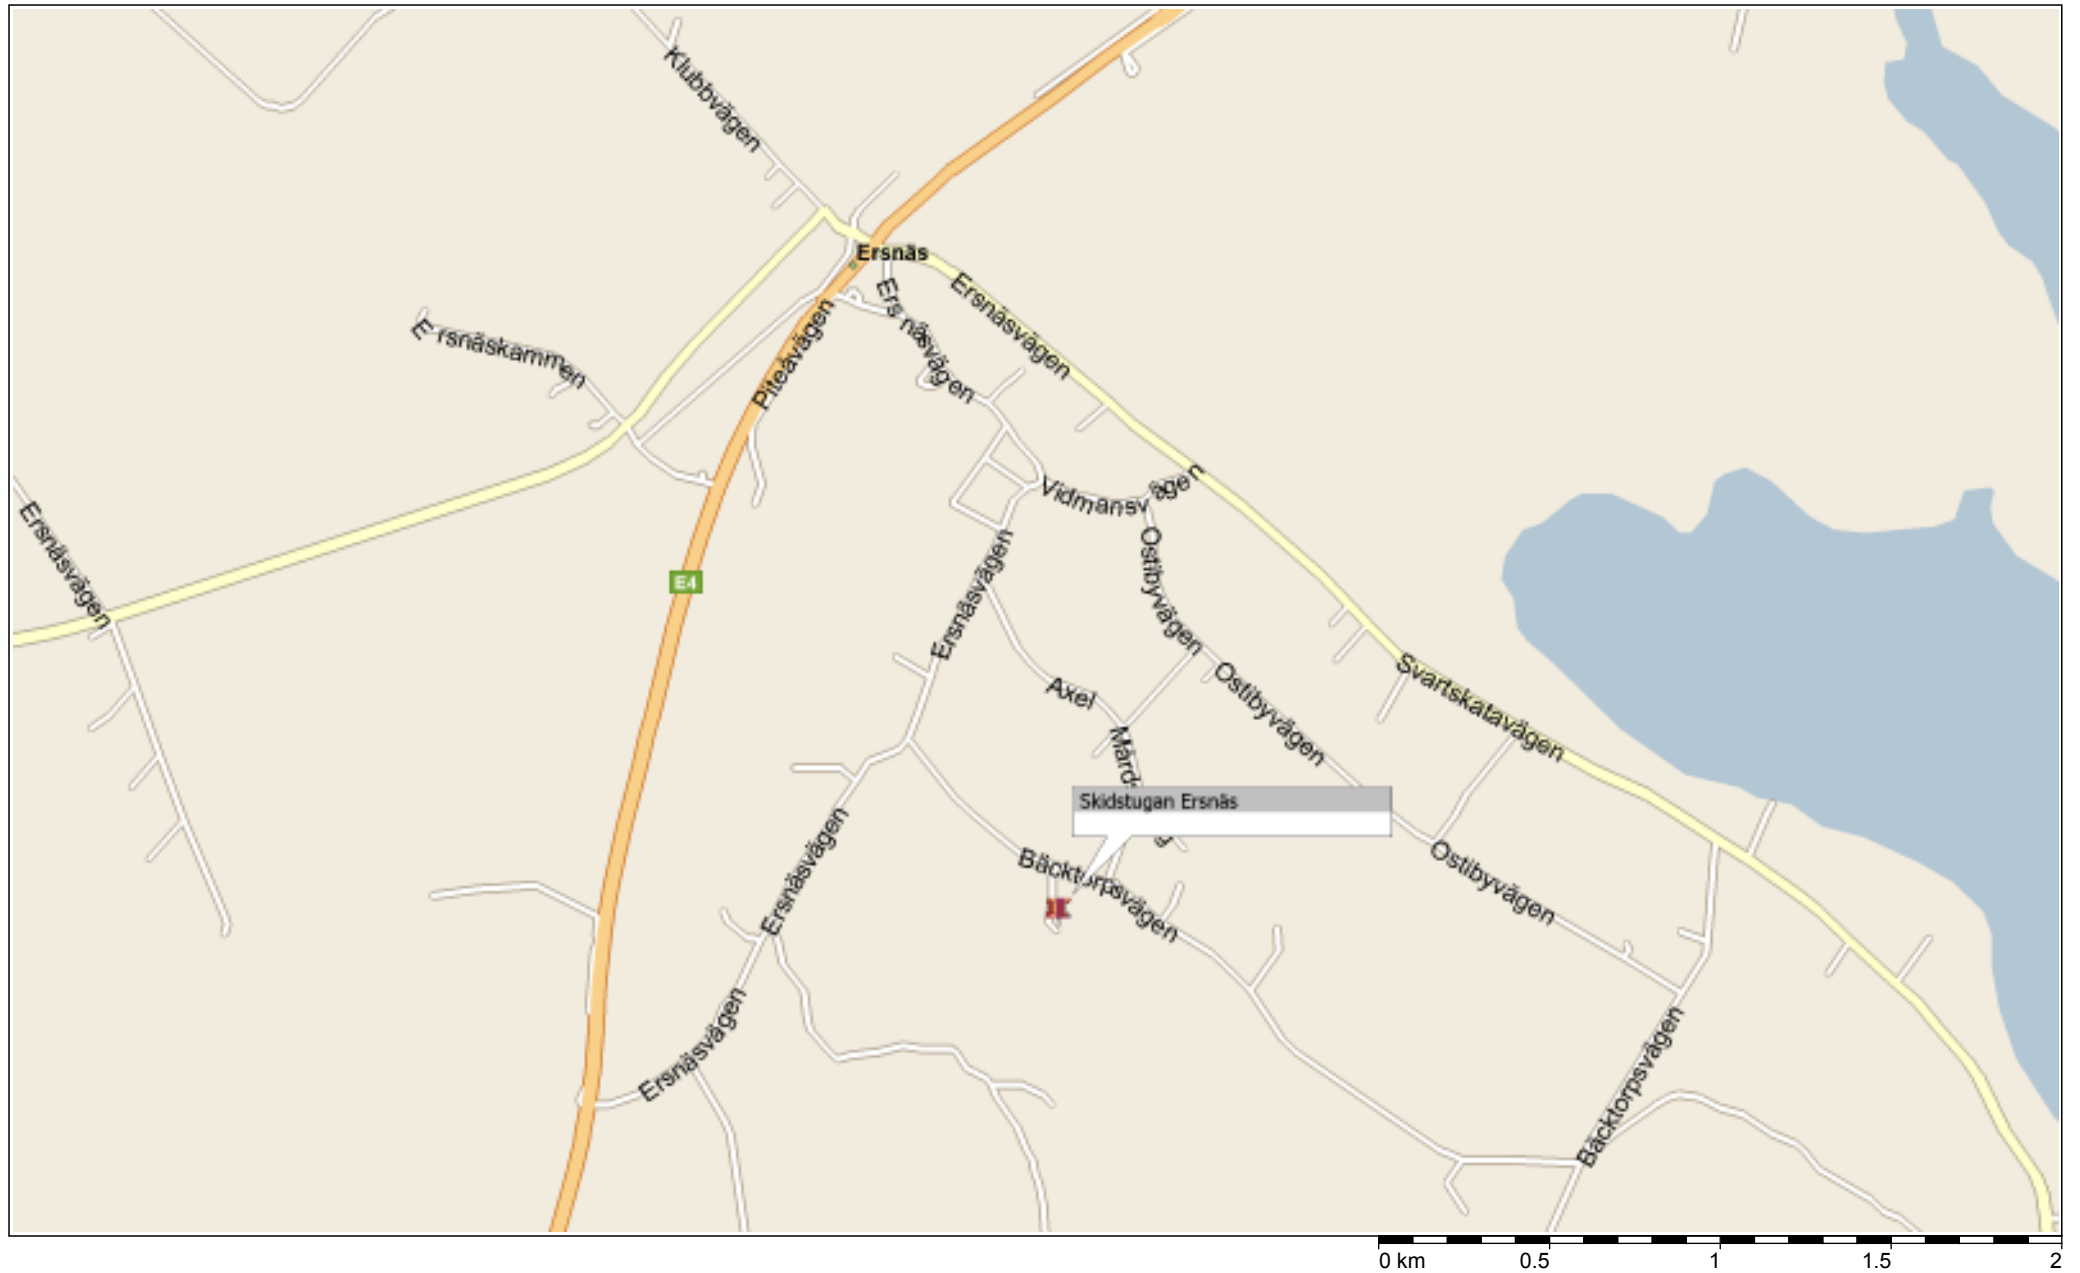 Klubbvägen
Ersnäs
Ersnäsvägen
Ersnäsvägen
Ersnäskammen
Piteåvägen
Vidmansvägen
Ersnäsvägen
Ostibyvägen
E4
Ersnäsvägen
Axel
Ostibyvägen
Svartskatavägen
Skidstugan Ersnäs
Ersnäsvägen
Bäcktorpsvägen
Ostibyvägen
Ersnäsvägen
Bäcktorpsvägen
0 km 0.5 1 1.5 2